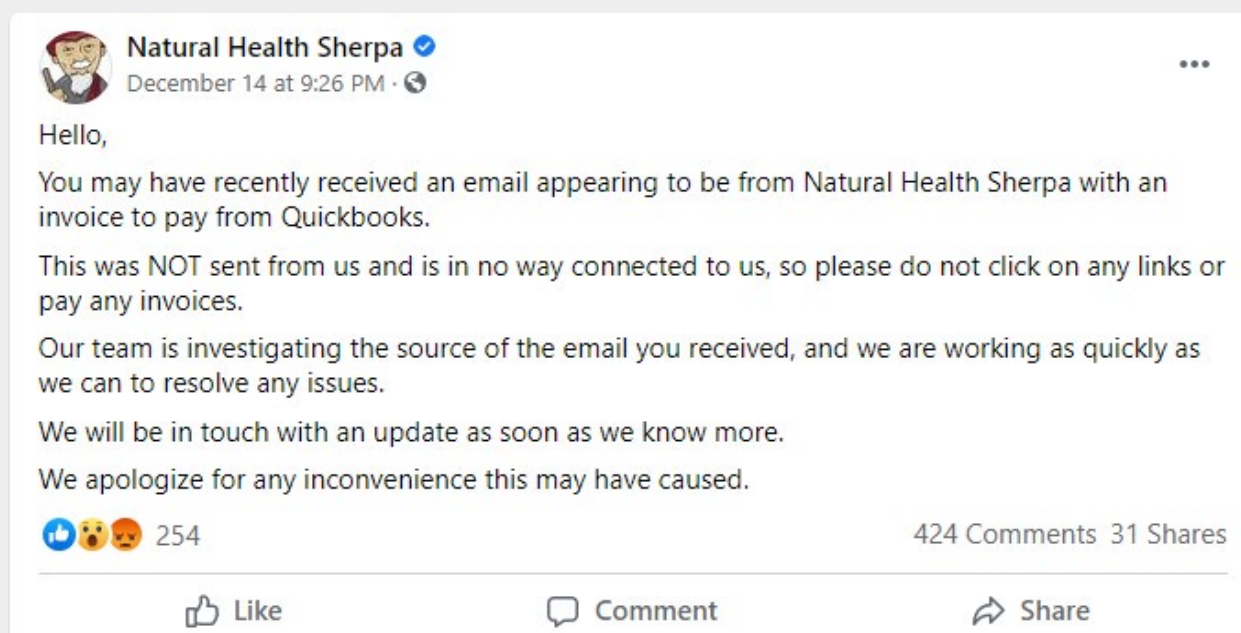 Natural Health Sherpa
December 14 at 9:26 PM ·
Hello,
You may have recently received an email appearing to be from Natural Health Sherpa with an
invoice to pay from Quickbooks.
This was NOT sent from us and is in no way connected to us, so please do not click on any links or
pay any invoices.
Our team is investigating the source of the email you received, and we are working as quickly as
we can to resolve any issues.
We will be in touch with an update as soon as we know more.
We apologize for any inconvenience this may have caused.
254 424 Comments 31 Shares
Like Comment Share